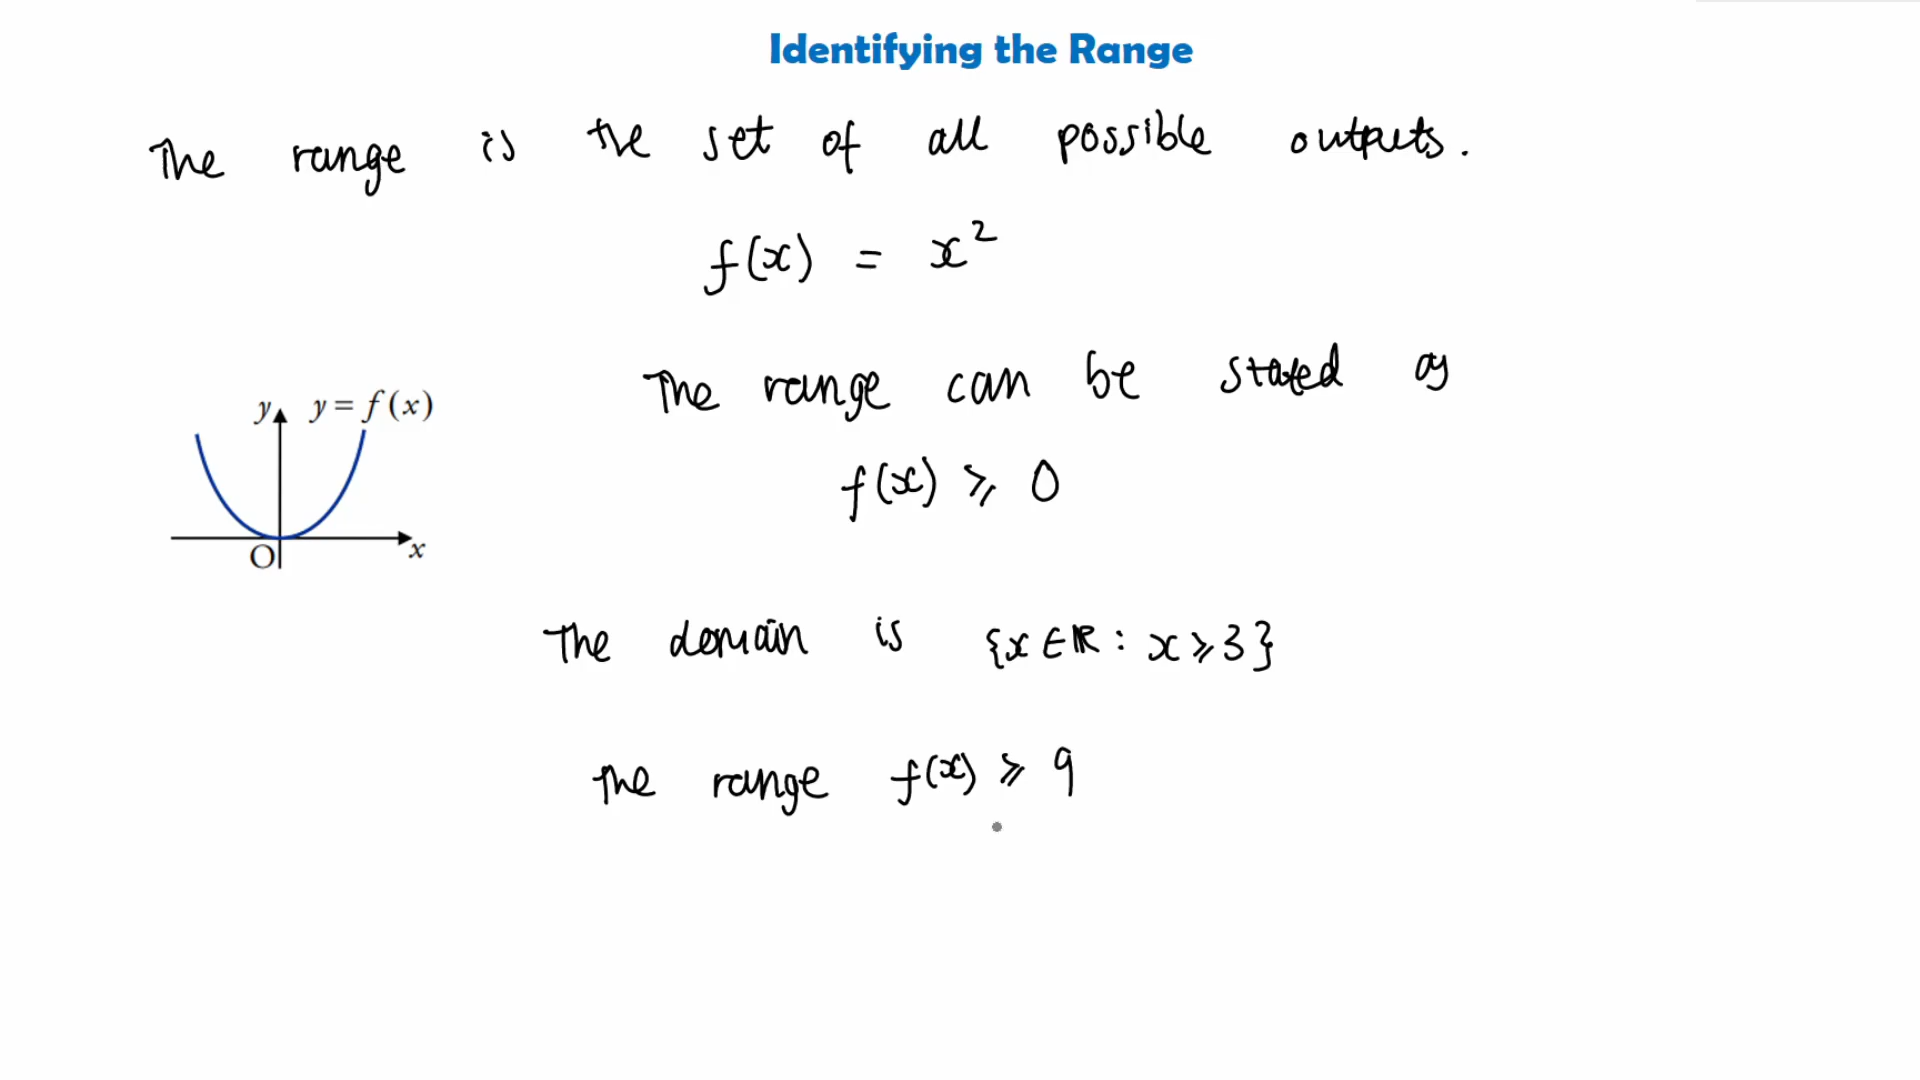 Identifying the Range
The range is the set of all possible outputs.
f(x) = x²
The range can be stated as
y y = f(x)
f(x) ⩾ 0
O x
The domain is {x∈ℝ : x⩾3}
The range f(x) ⩾ 9